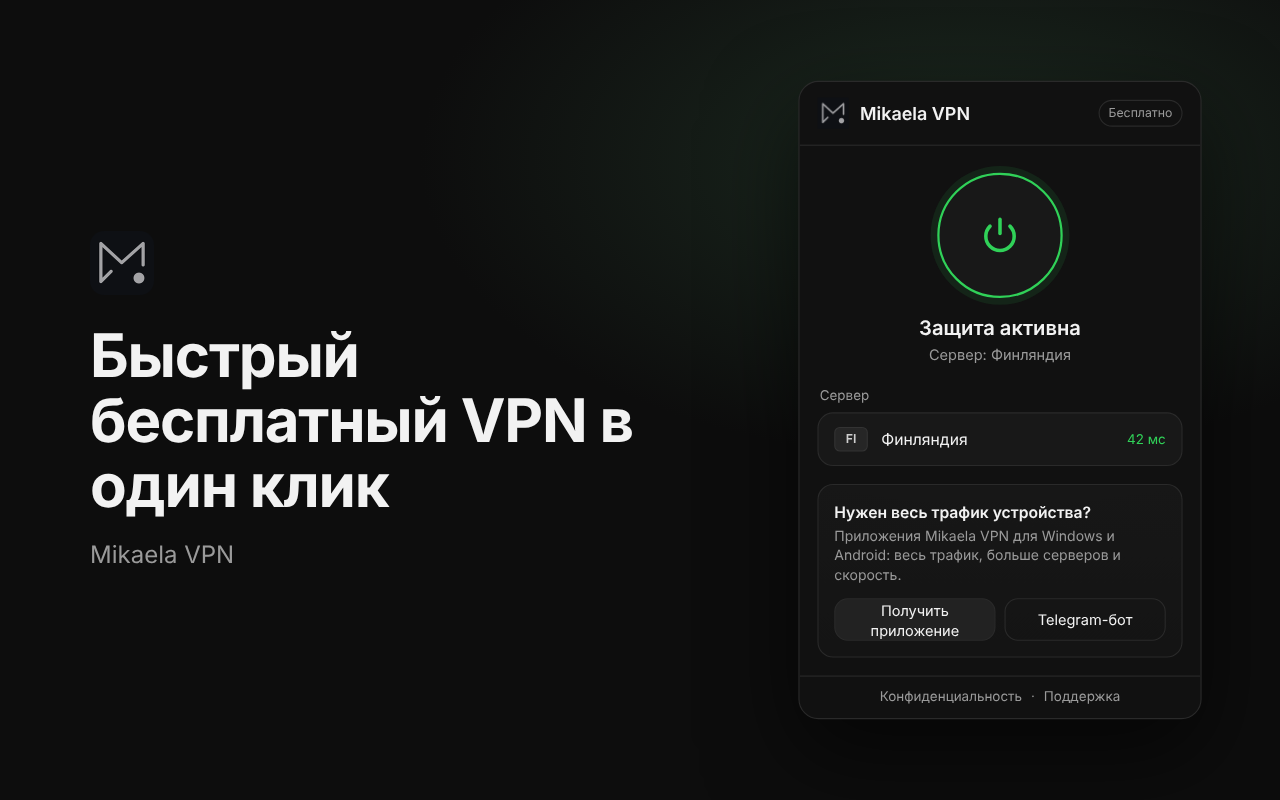 Быстрый
бесплатный VPN в
один клик
Mikaela VPN
Mikaela VPN
Бесплатно
Защита активна
Сервер: Финляндия
Сервер
FI Финляндия 42 мс
Нужен весь трафик устройства?
Приложения Mikaela VPN для Windows и
Android: весь трафик, больше серверов и
скорость.
Получить
приложение
Telegram-бот
Конфиденциальность · Поддержка